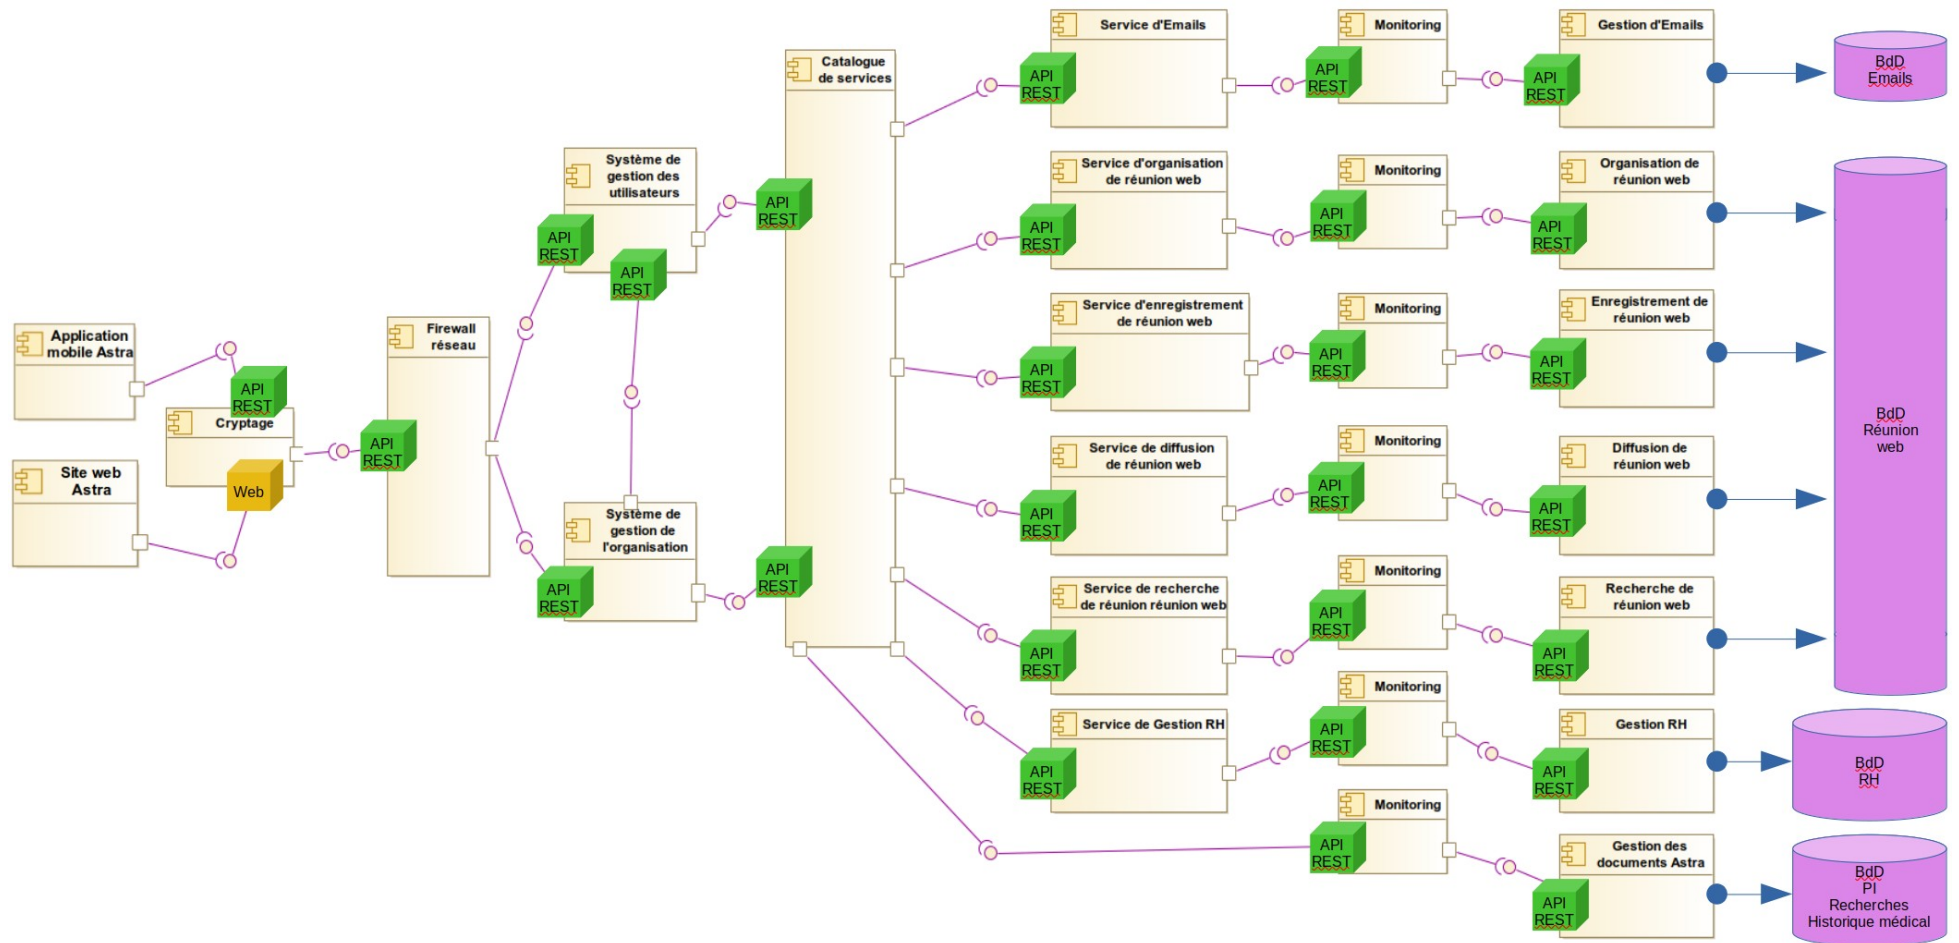 Application
mobile Astra
API
REST
Cryptage
Web
Site web
Astra
API
REST
Firewall
réseau
Système de
gestion des
utilisateurs
API
REST
API
REST
Système de
gestion de
l'organisation
API
REST
Catalogue
de services
API
REST
API
REST
Service d'Emails
API
REST
Monitoring
API
REST
Gestion d'Emails
API
REST
BdD
Emails
Service d'organisation
de réunion web
API
REST
Monitoring
API
REST
Organisation de
réunion web
API
REST
Service d'enregistrement
de réunion web
API
REST
Monitoring
API
REST
Enregistrement de
réunion web
API
REST
BdD
Réunion
web
Service de diffusion
de réunion web
API
REST
Monitoring
API
REST
Diffusion de
réunion web
API
REST
Service de recherche
de réunion réunion web
API
REST
Monitoring
API
REST
Recherche de
réunion web
API
REST
Service de Gestion RH
API
REST
Monitoring
API
REST
Gestion RH
API
REST
BdD
RH
Monitoring
API
REST
Gestion des
documents Astra
API
REST
BdD
PI
Recherches
Historique médical